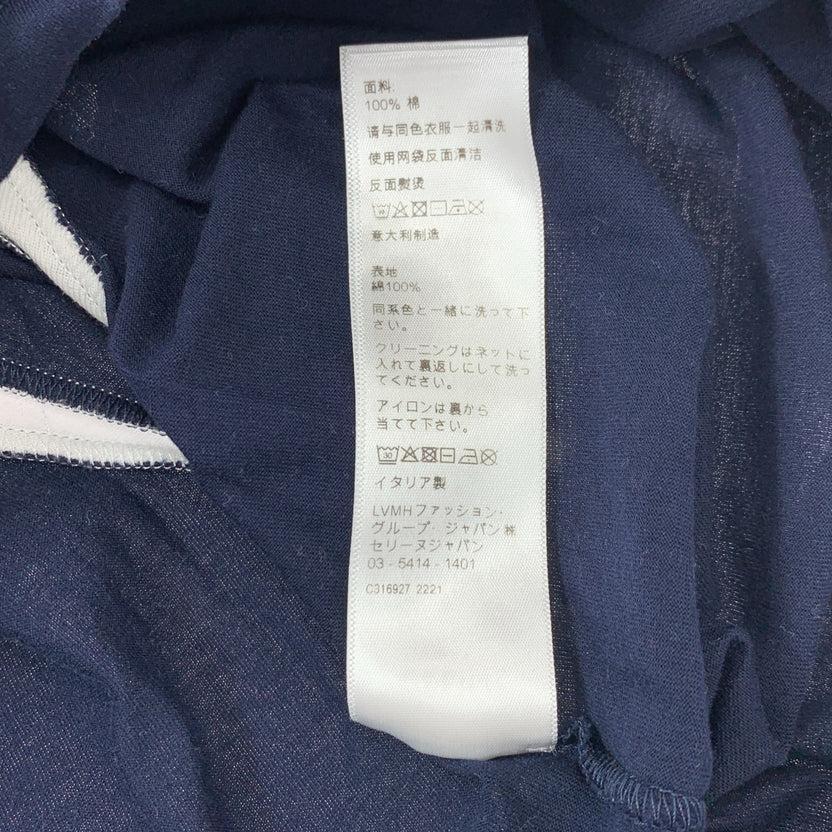 面料:
100% 棉
请与同色衣服一起清洗
使用网袋反面清洁
反面熨烫
意大利制造
表地
綿100%
同系色と一緒に洗って下
さい。
クリーニングはネットに
入れて裏返しにして洗っ
てください。
アイロンは裏から
当てて下さい。
30
イタリア製
LVMHファッション·
グループ· ジャパン㈱
セリーヌジャパン
03 - 5414 - 1401
C316927 2221